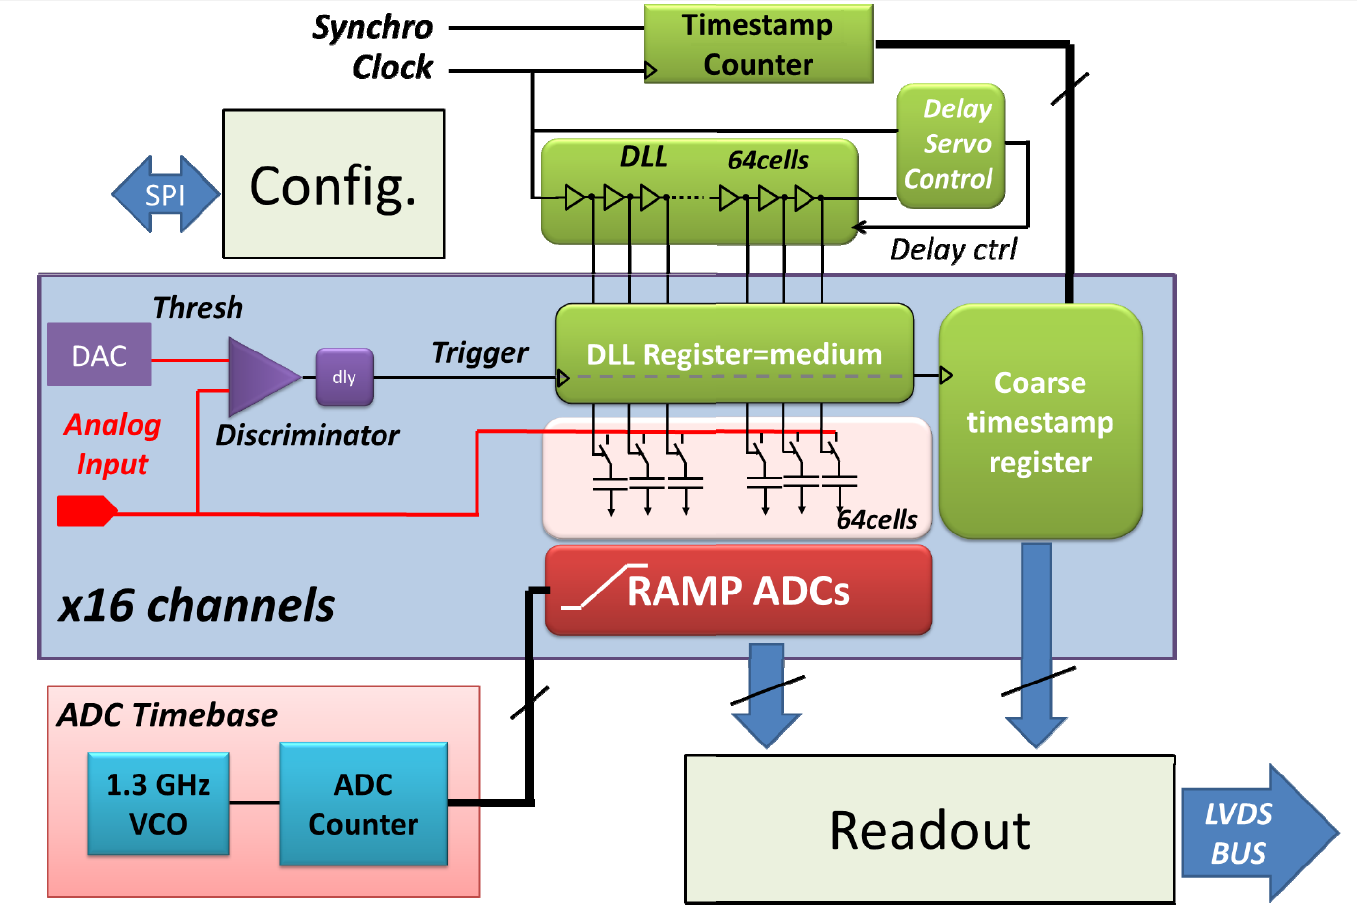 Synchro
Clock
Timestamp
Counter
Delay
Servo
Control
DLL 64cells
Delay ctrl
SPI
Config.
Thresh
DAC
dly
Trigger
Discriminator
Analog
Input
DLL Register=medium
Coarse
timestamp
register
64cells
x16 channels
RAMP ADCs
ADC Timebase
1.3 GHz
VCO
ADC
Counter
Readout
LVDS
BUS